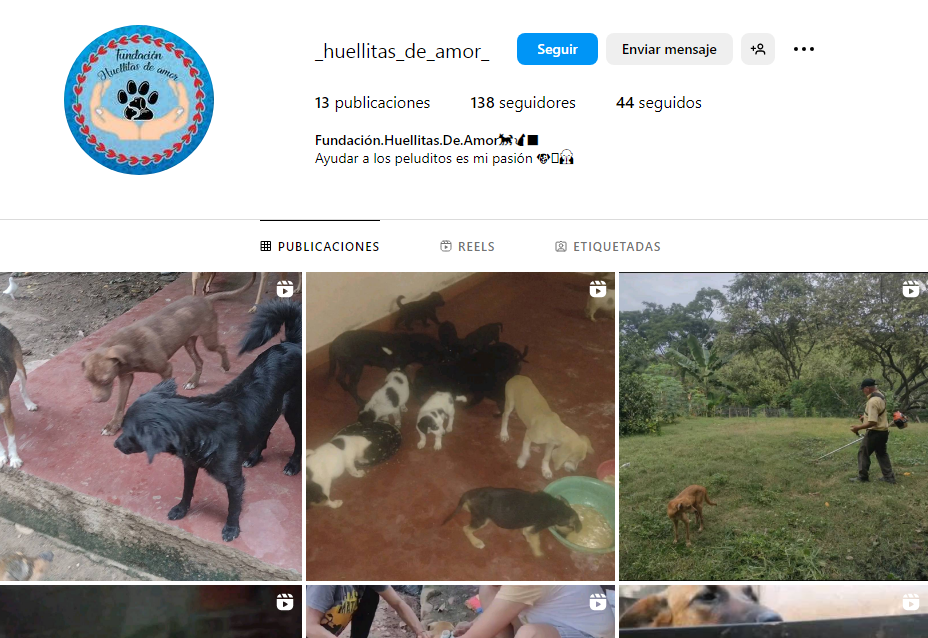 Fundación
Huellitas de amor
_huellitas_de_amor_
Seguir
Enviar mensaje
13 publicaciones
138 seguidores
44 seguidos
Fundación.Huellitas.De.Amor🐕🐈⬛
Ayudar a los peluditos es mi pasión
PUBLICACIONES
REELS
ETIQUETADAS